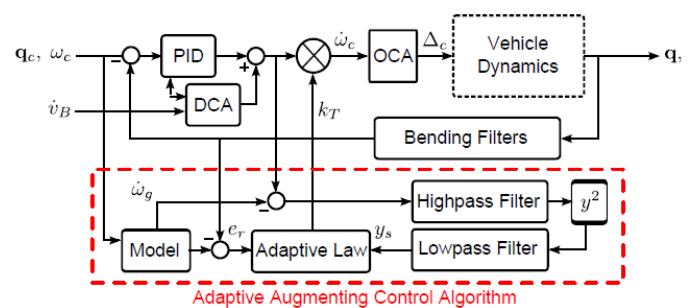 q_c, ω_c
PID
+
ω̇_c
OCA
Δ_c
Vehicle
Dynamics
q,
v̇_B
DCA
k_T
Bending Filters
ω̇_g
Highpass Filter
y²
Model
e_r
Adaptive Law
y_s
Lowpass Filter
Adaptive Augmenting Control Algorithm